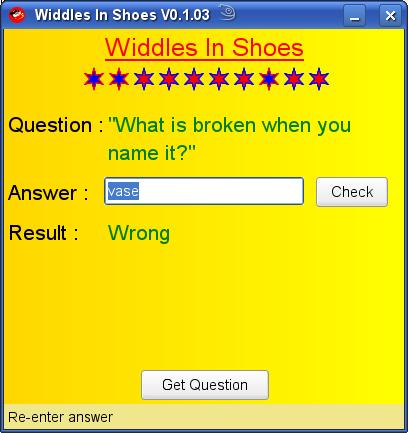 Widdles In Shoes V0.1.03
Widdles In Shoes
Question : "What is broken when you
name it?"
Answer : vase Check
Result : Wrong
Get Question
Re-enter answer